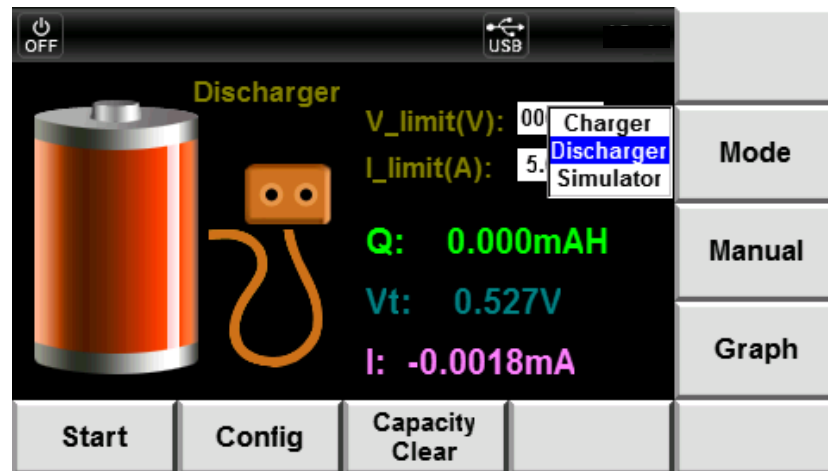 OFF
USB
Discharger
V_limit(V): 00
I_limit(A): 5.
Charger
Discharger
Simulator
Q: 0.000mAH
Vt: 0.527V
I: -0.0018mA
Mode
Manual
Graph
Start
Config
Capacity
Clear